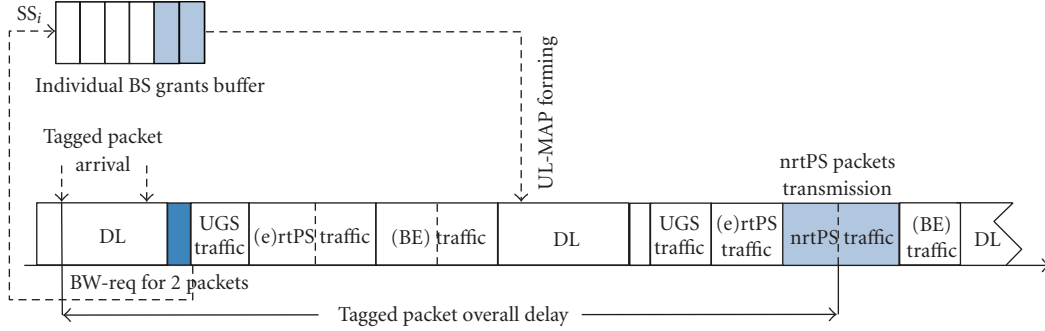 SSi
Individual BS grants buffer
Tagged packet
arrival
UL-MAP forming
nrtPS packets
transmission
DL
UGS
traffic
(e)rtPS traffic
(BE) traffic
DL
UGS
traffic
(e)rtPS
traffic
nrtPS traffic
(BE)
traffic
DL
BW-req for 2 packets
Tagged packet overall delay